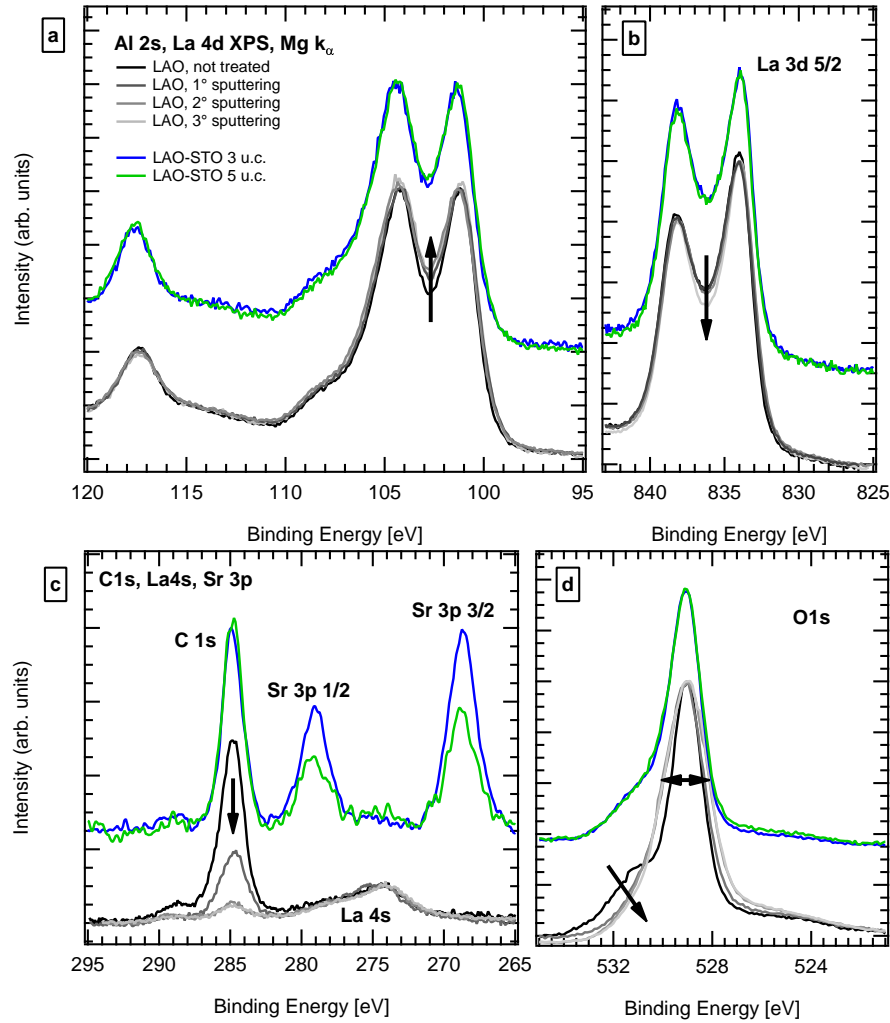 a
Al 2s, La 4d XPS, Mg kα
LAO, not treated
LAO, 1° sputtering
LAO, 2° sputtering
LAO, 3° sputtering
LAO-STO 3 u.c.
LAO-STO 5 u.c.
Intensity (arb. units)
120 115 110 105 100 95
Binding Energy [eV]
b
La 3d 5/2
840 835 830 825
Binding Energy [eV]
c
C1s, La4s, Sr 3p
C 1s
Sr 3p 1/2
Sr 3p 3/2
La 4s
Intensity (arb. units)
295 290 285 280 275 270 265
Binding Energy [eV]
d
O1s
532 528 524
Binding Energy [eV]